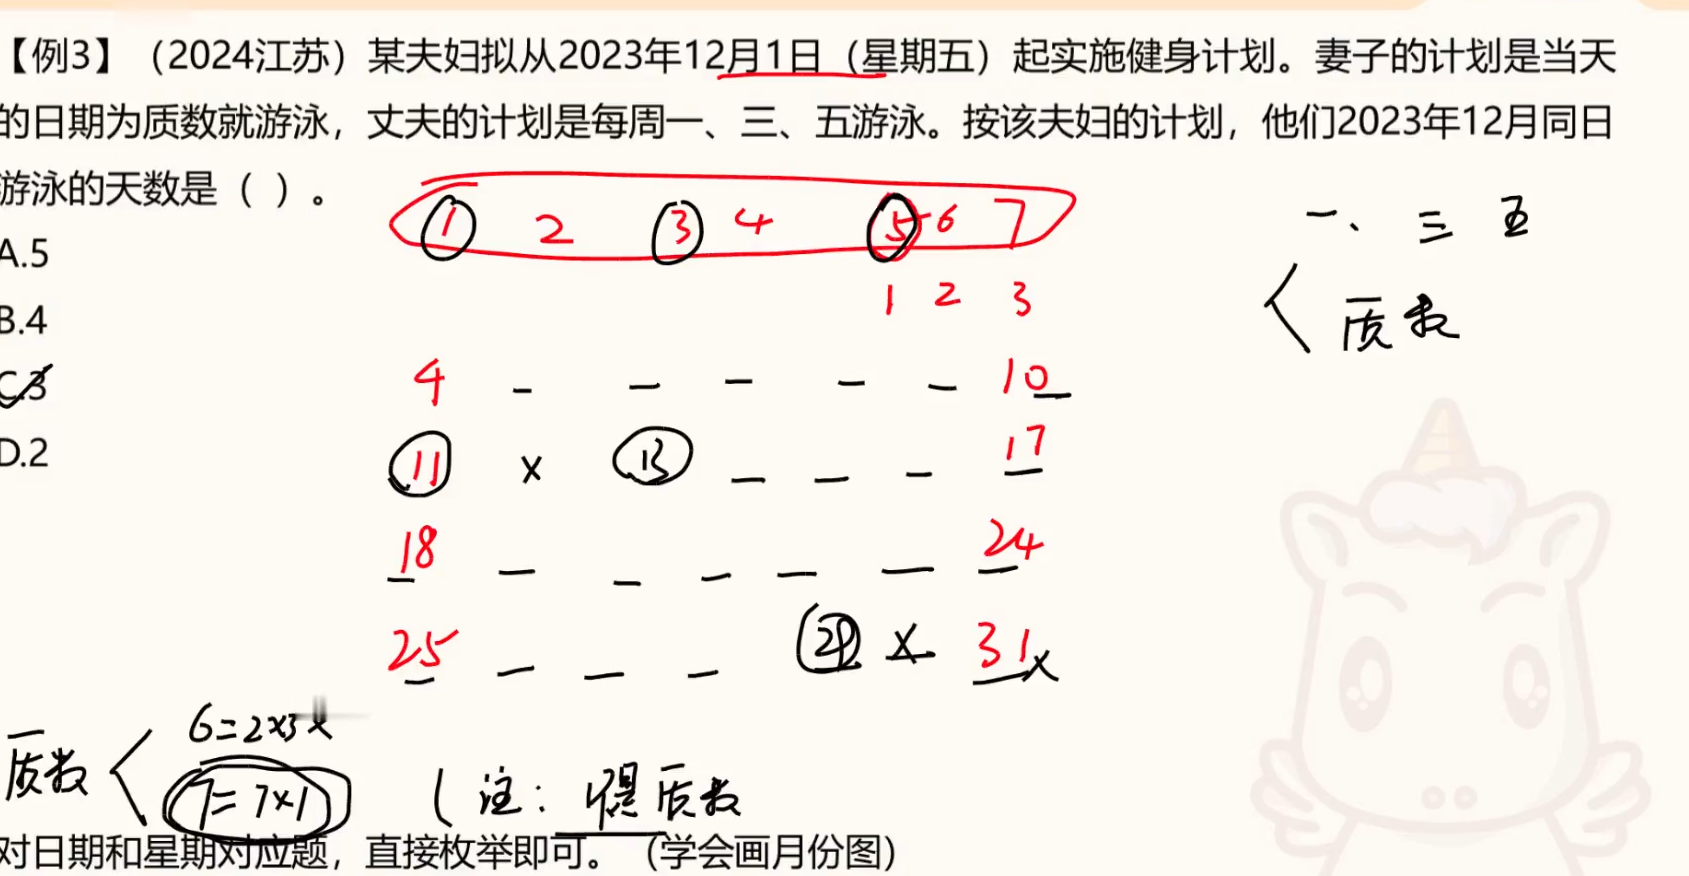 【例3】（2024江苏）某夫妇拟从2023年12月1日（星期五）起实施健身计划。妻子的计划是当天
的日期为质数就游泳，丈夫的计划是每周一、三、五游泳。按该夫妇的计划，他们2023年12月同日
游泳的天数是（ ）。
A.5
B.4
C.3
D.2
1 2 3 4 5 6 7
1 2 3
4 - - - - - 10
11 × 13 - - - 17
18 - - - - - 24
25 - - - 29 × 31×
一、三 五
质数
质数
6=2×3×
7=7×1
(注：1 质数
对日期和星期对应题，直接枚举即可。（学会画月份图）